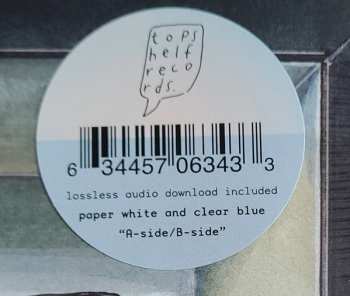 tops
helf
reco
rds.
6 34457 06343 3
lossless audio download included
paper white and clear blue
"A-side/B-side"